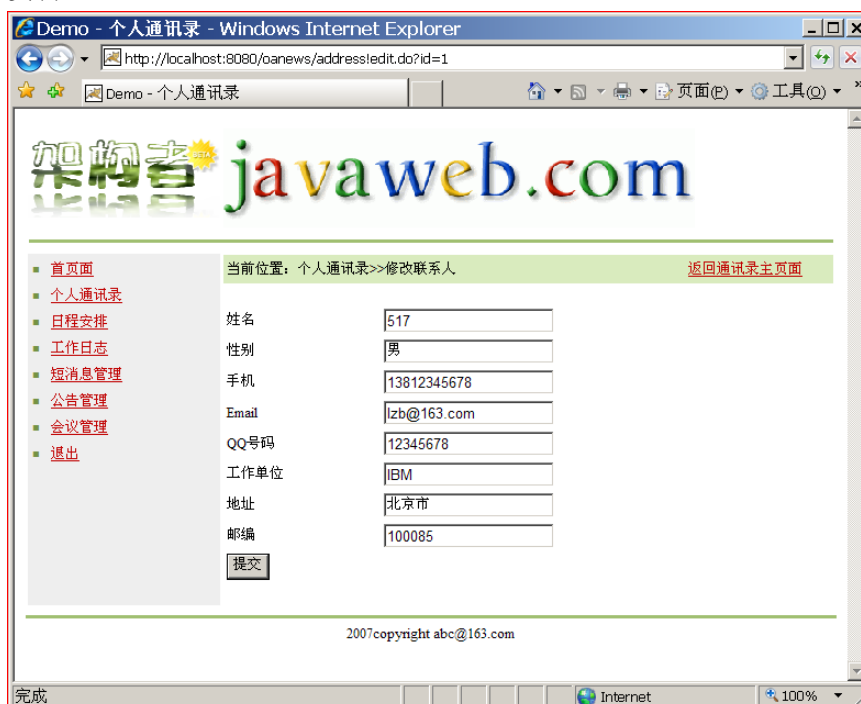 Demo - 个人通讯录 - Windows Internet Explorer
http://localhost:8080/oanews/address!edit.do?id=1
Demo - 个人通讯录 页面(P) 工具(O) »
架构者 BETA javaweb.com
首页面
个人通讯录
日程安排
工作日志
短消息管理
公告管理
会议管理
退出
当前位置：个人通讯录>>修改联系人 返回通讯录主页面
姓名 517
性别 男
手机 13812345678
Email lzb@163.com
QQ号码 12345678
工作单位 IBM
地址 北京市
邮编 100085
提交
2007copyright abc@163.com
完成 Internet 100%